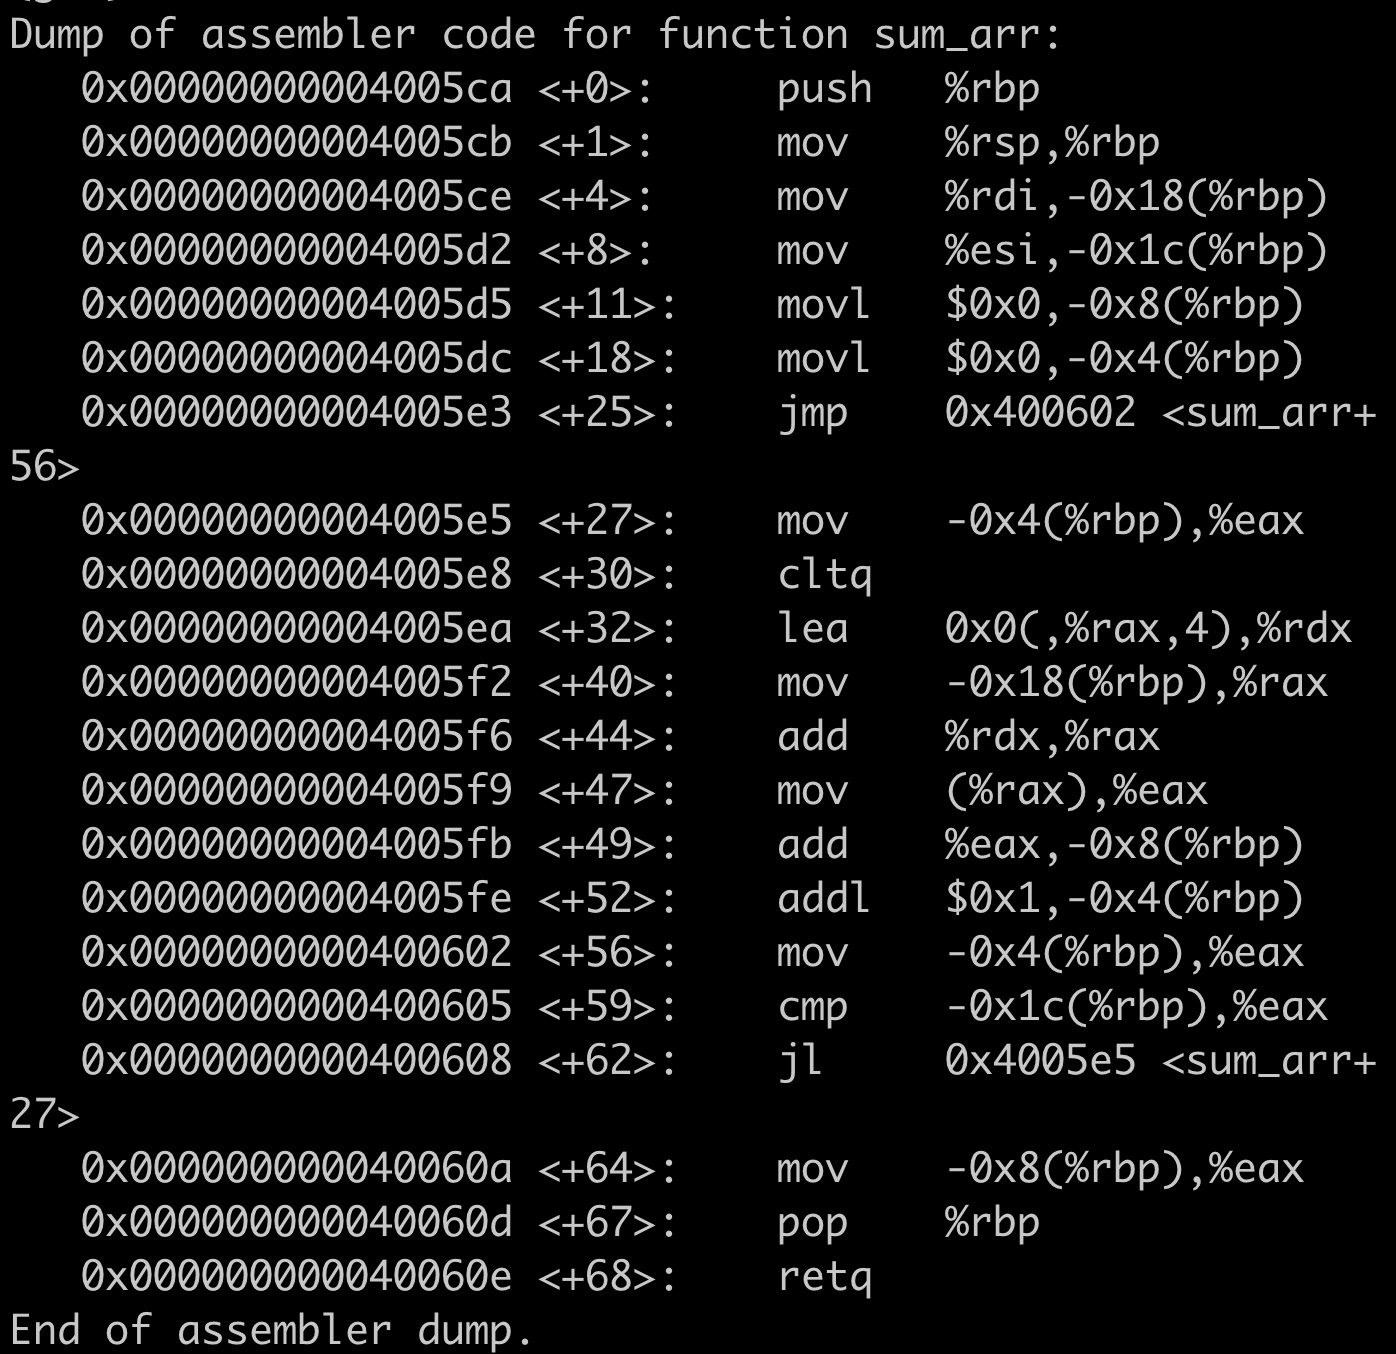 Dump of assembler code for function sum_arr:
   0x00000000004005ca <+0>:     push   %rbp
   0x00000000004005cb <+1>:     mov    %rsp,%rbp
   0x00000000004005ce <+4>:     mov    %rdi,-0x18(%rbp)
   0x00000000004005d2 <+8>:     mov    %esi,-0x1c(%rbp)
   0x00000000004005d5 <+11>:    movl   $0x0,-0x8(%rbp)
   0x00000000004005dc <+18>:    movl   $0x0,-0x4(%rbp)
   0x00000000004005e3 <+25>:    jmp    0x400602 <sum_arr+
56>
   0x00000000004005e5 <+27>:    mov    -0x4(%rbp),%eax
   0x00000000004005e8 <+30>:    cltq
   0x00000000004005ea <+32>:    lea    0x0(,%rax,4),%rdx
   0x00000000004005f2 <+40>:    mov    -0x18(%rbp),%rax
   0x00000000004005f6 <+44>:    add    %rdx,%rax
   0x00000000004005f9 <+47>:    mov    (%rax),%eax
   0x00000000004005fb <+49>:    add    %eax,-0x8(%rbp)
   0x00000000004005fe <+52>:    addl   $0x1,-0x4(%rbp)
   0x0000000000400602 <+56>:    mov    -0x4(%rbp),%eax
   0x0000000000400605 <+59>:    cmp    -0x1c(%rbp),%eax
   0x0000000000400608 <+62>:    jl     0x4005e5 <sum_arr+
27>
   0x000000000040060a <+64>:    mov    -0x8(%rbp),%eax
   0x000000000040060d <+67>:    pop    %rbp
   0x000000000040060e <+68>:    retq
End of assembler dump.